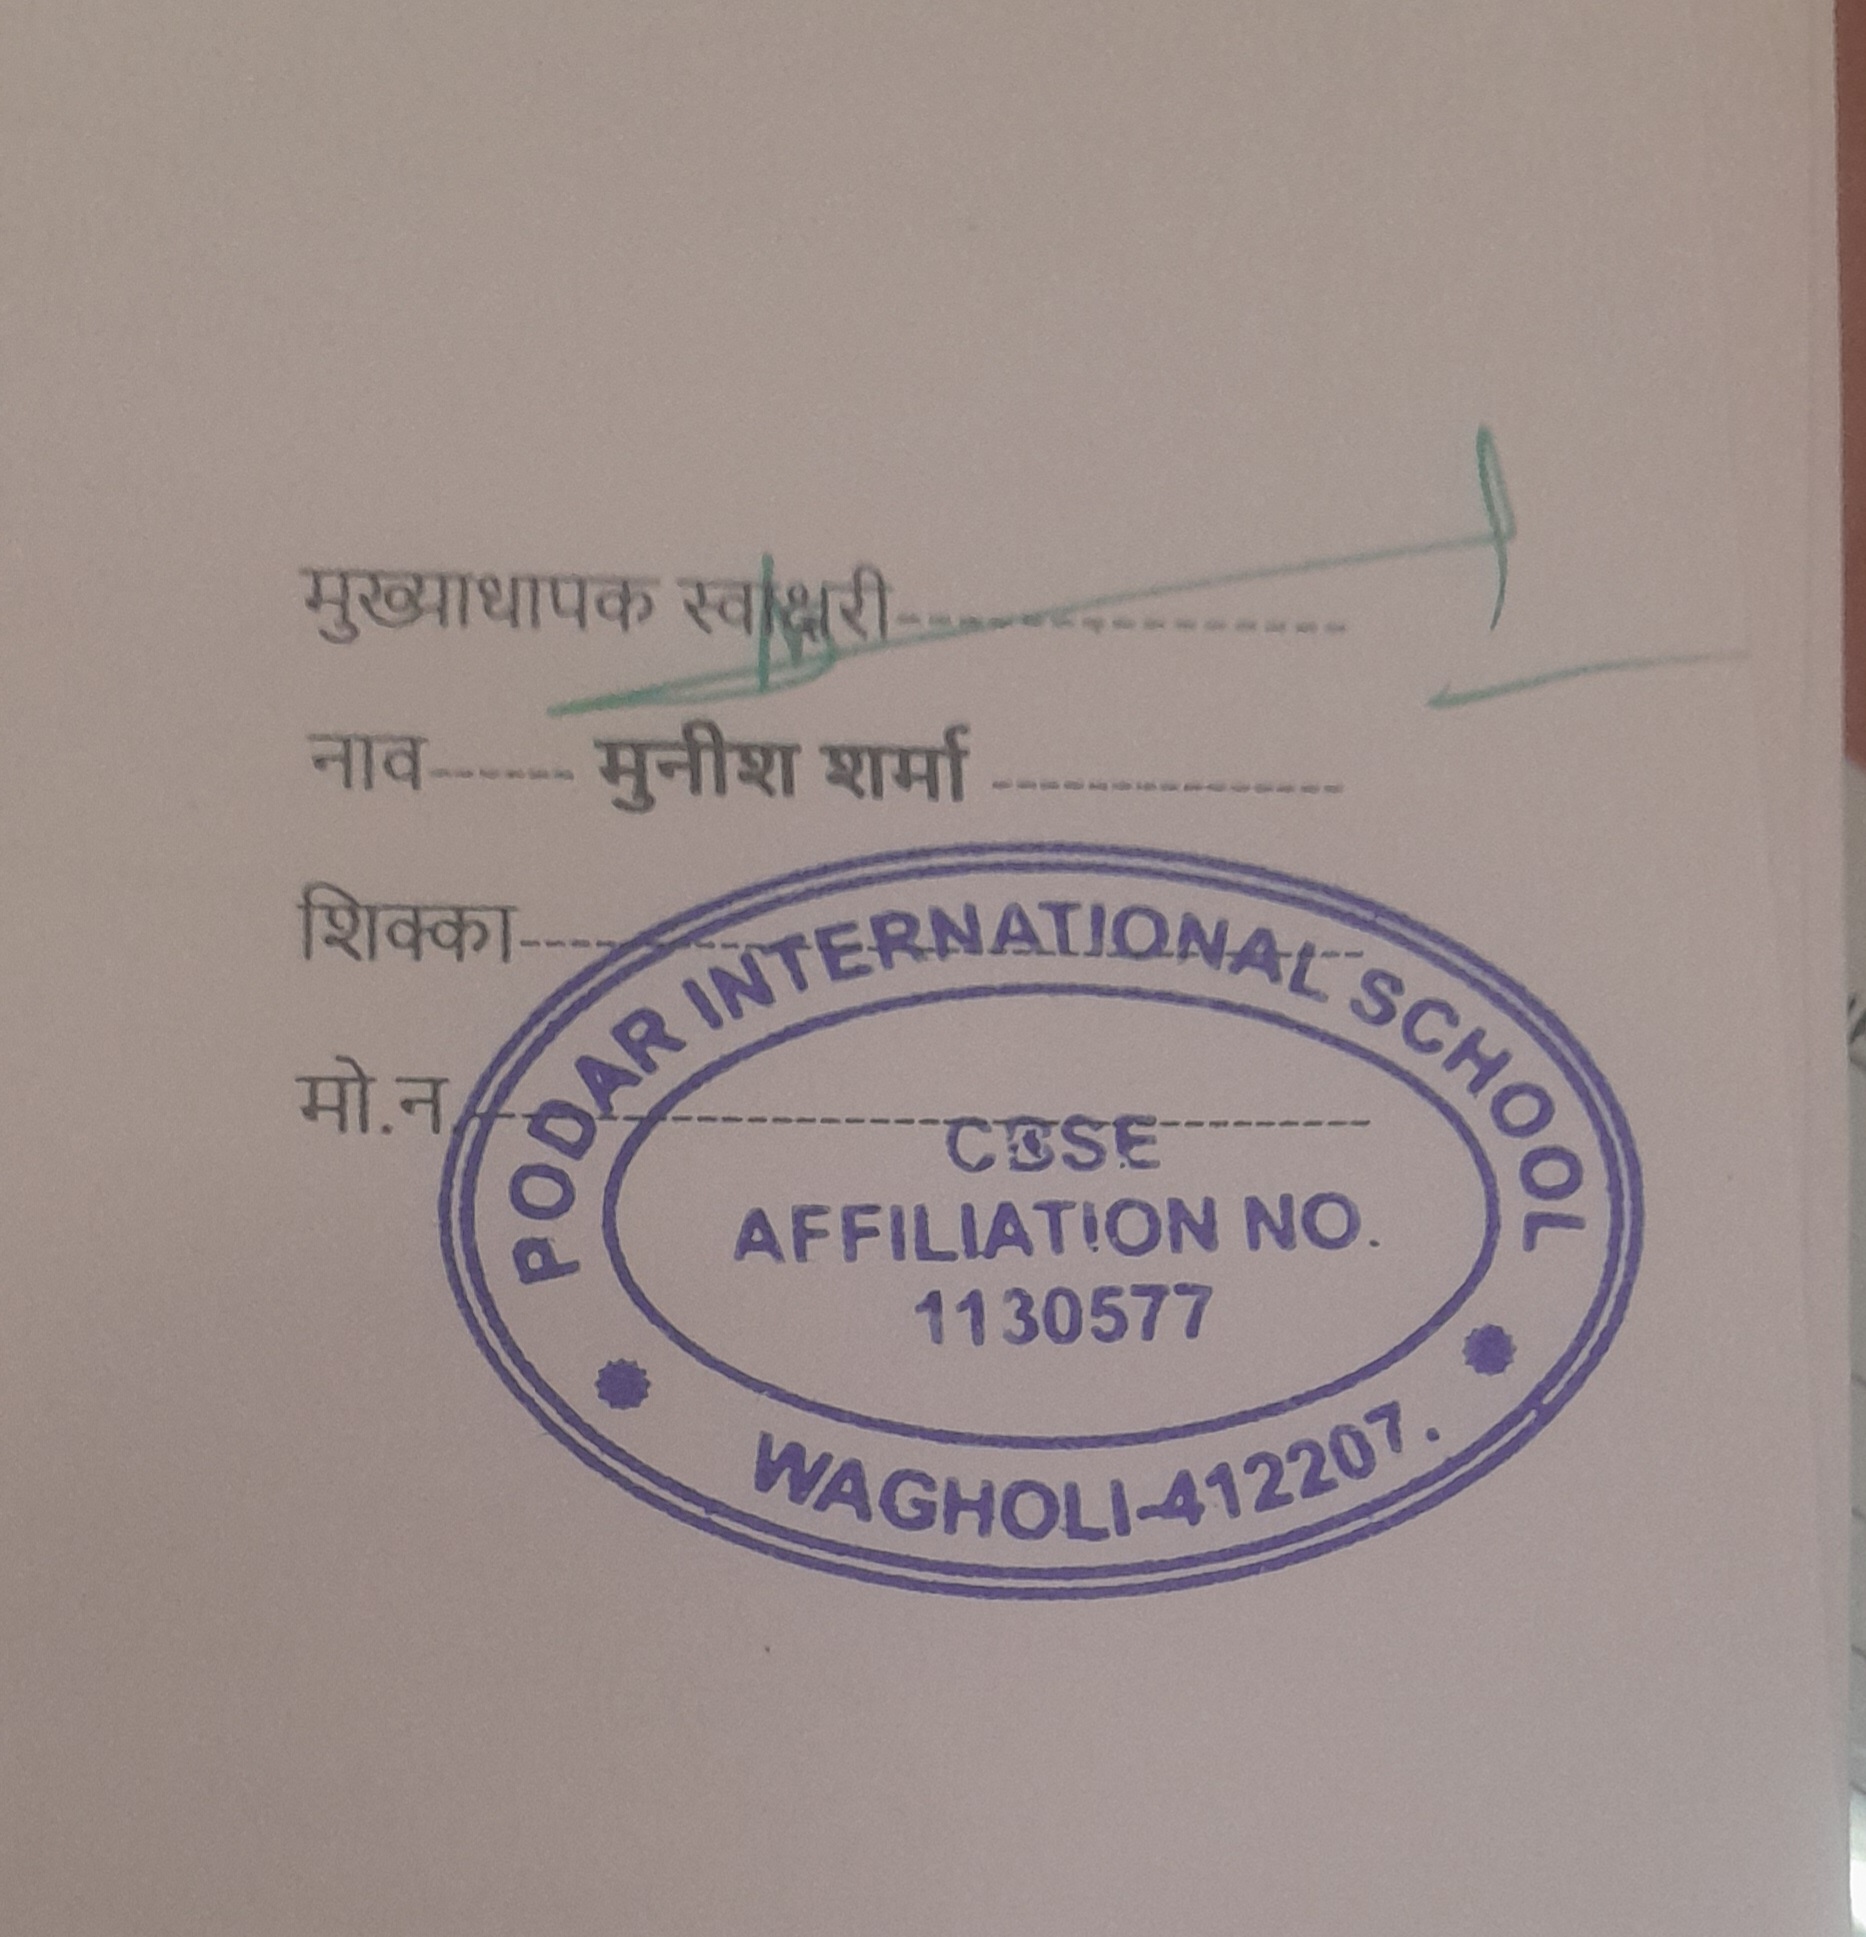 मुख्याधापक स्वाक्षरी--------------------
नाव------ मुनीश शर्मा ----------------
शिक्का------------------------------------
मो.न.--------------------------------------
PODAR INTERNATIONAL SCHOOL
CBSE
AFFILIATION NO.
1130577
WAGHOLI-412207.